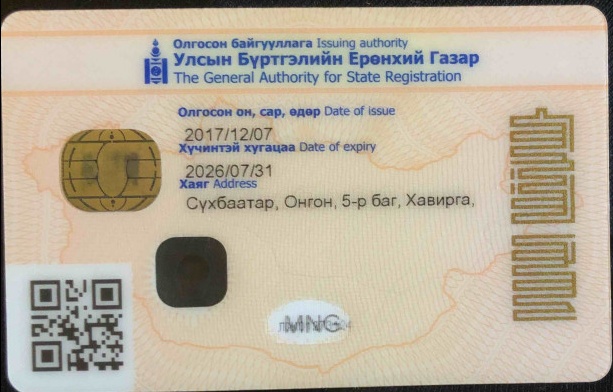 Олгосон байгууллага Issuing authority
Улсын Бүртгэлийн Ерөнхий Газар
The General Authority for State Registration
Олгосон он, сар, өдөр Date of issue
2017/12/07
Хүчинтэй хугацаа Date of expiry
2026/07/31
Хаяг Address
Сүхбаатар, Онгон, 5-р баг, Хавирга,
MNG